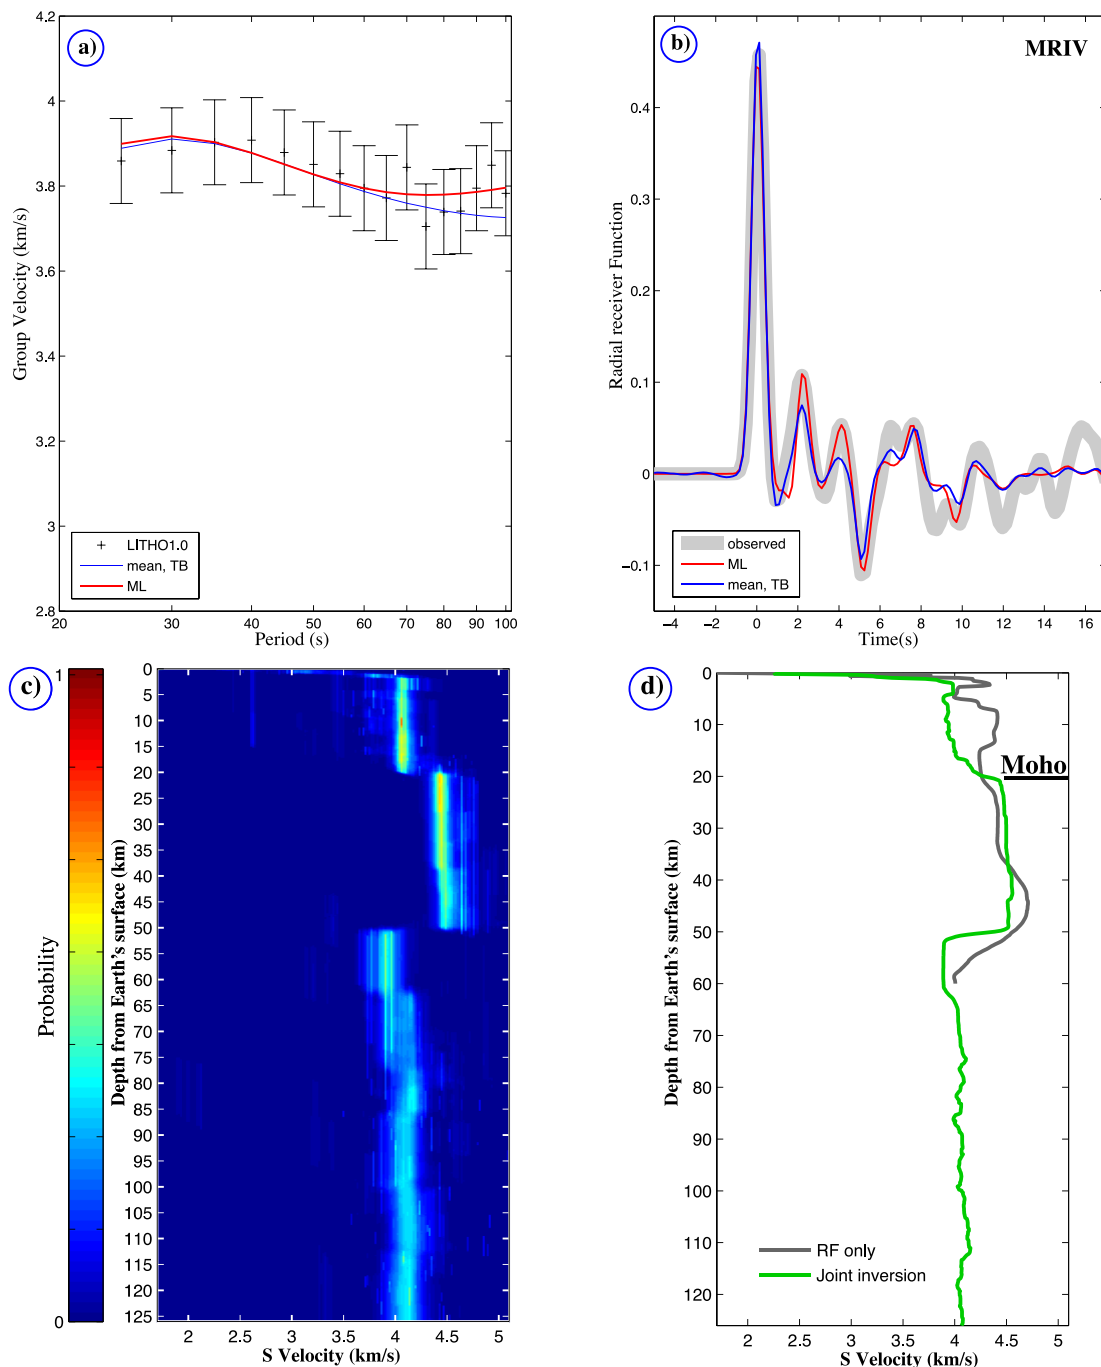 a)
4.2
4
3.8
3.6
3.4
3.2
3
2.8
Group Velocity (km/s)
LITHO1.0
mean, TB
ML
20 30 40 50 60 70 80 90 100
Period (s)
b)
MRIV
0.4
0.3
0.2
0.1
0
−0.1
Radial receiver Function
observed
ML
mean, TB
−4 −2 0 2 4 6 8 10 12 14 16
Time(s)
c)
1
0
Probability
0
5
10
15
20
25
30
35
40
45
50
55
60
65
70
75
80
85
90
95
100
105
110
115
120
125
Depth from Earth's surface (km)
2 2.5 3 3.5 4 4.5 5
S Velocity (km/s)
d)
0
10
20
30
40
50
60
70
80
90
100
110
120
Depth from Earth's surface (km)
Moho
RF only
Joint inversion
2 2.5 3 3.5 4 4.5 5
S Velocity (km/s)